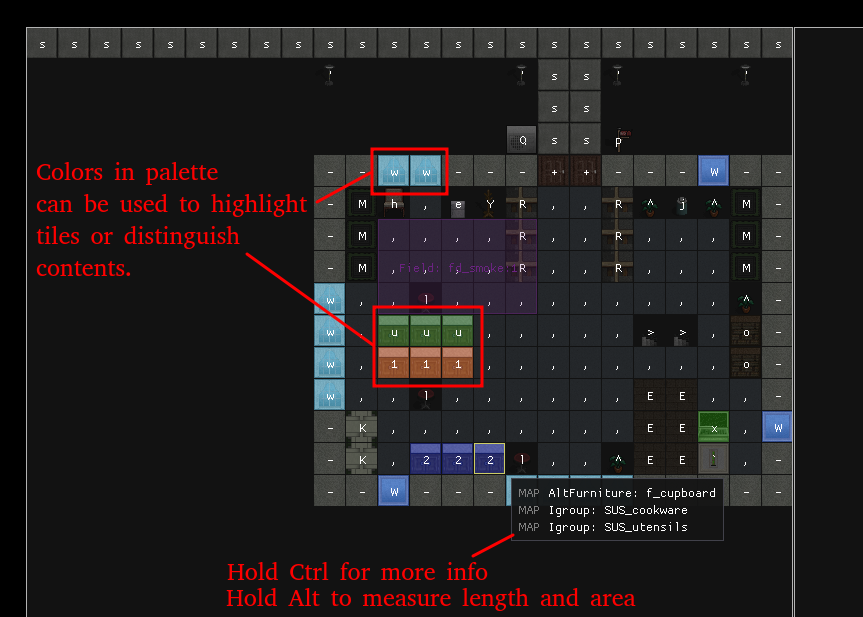 s s s s s s s s s s s s s s s s s s s s s s s s
s s
s s
Q s s p
- - w w - - - + + - - - W - -
- M h , e Y R , , R ^ j ^ M -
- M , , , , R , , R , , , M -
- M , , , , R , , R , , , M -
Field: fd_smoke:1
w , , l , , , , , , , , , ^ -
w , u u u , , , , , > > , o -
w , 1 1 1 , , , , , , , , o -
w , , l , , , , , , E E , , -
- K , , , , , , , , E E x , W
- K , 2 2 2 l , , ^ E E , -
- - W - - - - -
Colors in palette
can be used to highlight
tiles or distinguish
contents.
MAP AltFurniture: f_cupboard
MAP Igroup: SUS_cookware
MAP Igroup: SUS_utensils
Hold Ctrl for more info
Hold Alt to measure length and area